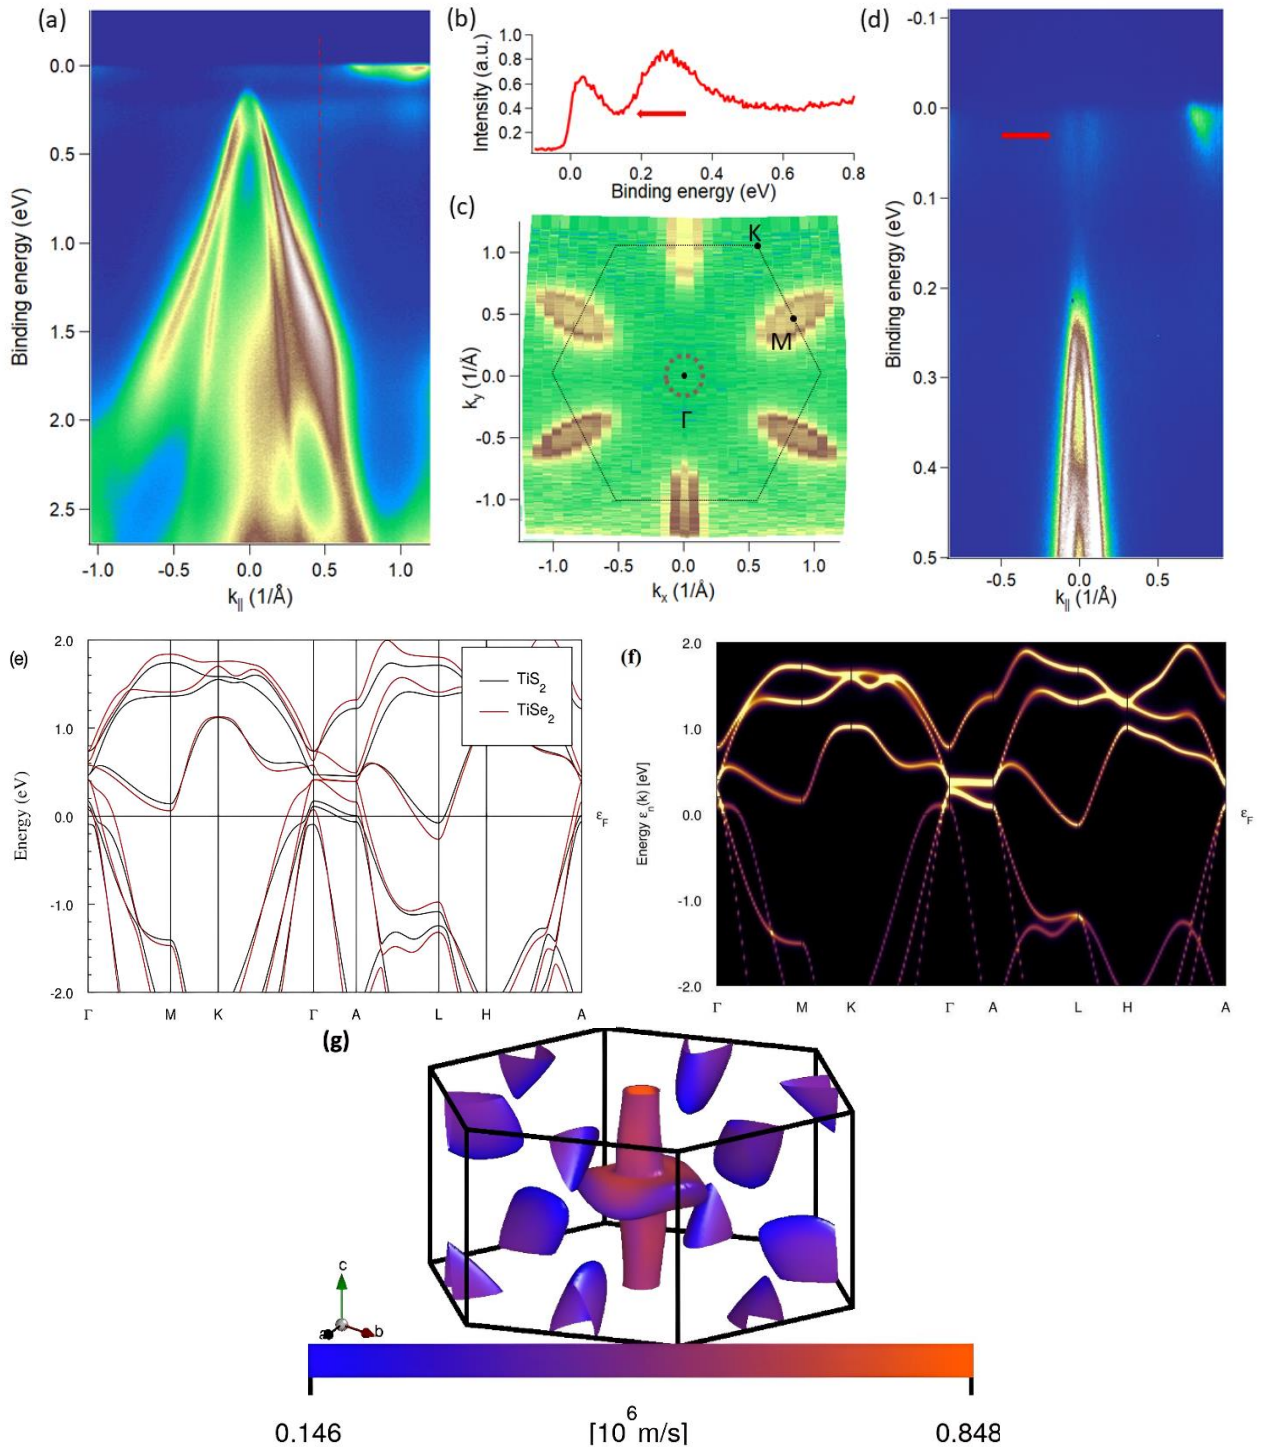 (a)
0.0
0.5
1.0
1.5
2.0
2.5
Binding energy (eV)
-1.0
-0.5
0.0
0.5
1.0
k|| (1/Å)
(b)
1.0
0.8
0.6
0.4
0.2
Intensity (a.u.)
0.0
0.2
0.4
0.6
0.8
Binding energy (eV)
(c)
1.0
0.5
0.0
-0.5
-1.0
ky (1/Å)
K
M
Γ
-1.0
-0.5
0.0
0.5
1.0
kx (1/Å)
(d)
-0.1
0.0
0.1
0.2
0.3
0.4
0.5
Binding energy (eV)
-0.5
0.0
0.5
k|| (1/Å)
(e)
2.0
1.0
0.0
-1.0
-2.0
Energy (eV)
TiS2
TiSe2
εF
Γ
M
K
Γ
A
L
H
A
(f)
2.0
1.0
0.0
-1.0
-2.0
Energy εn(k) [eV]
εF
Γ
M
K
Γ
A
L
H
A
(g)
c
a
b
0.146
[10^6 m/s]
0.848